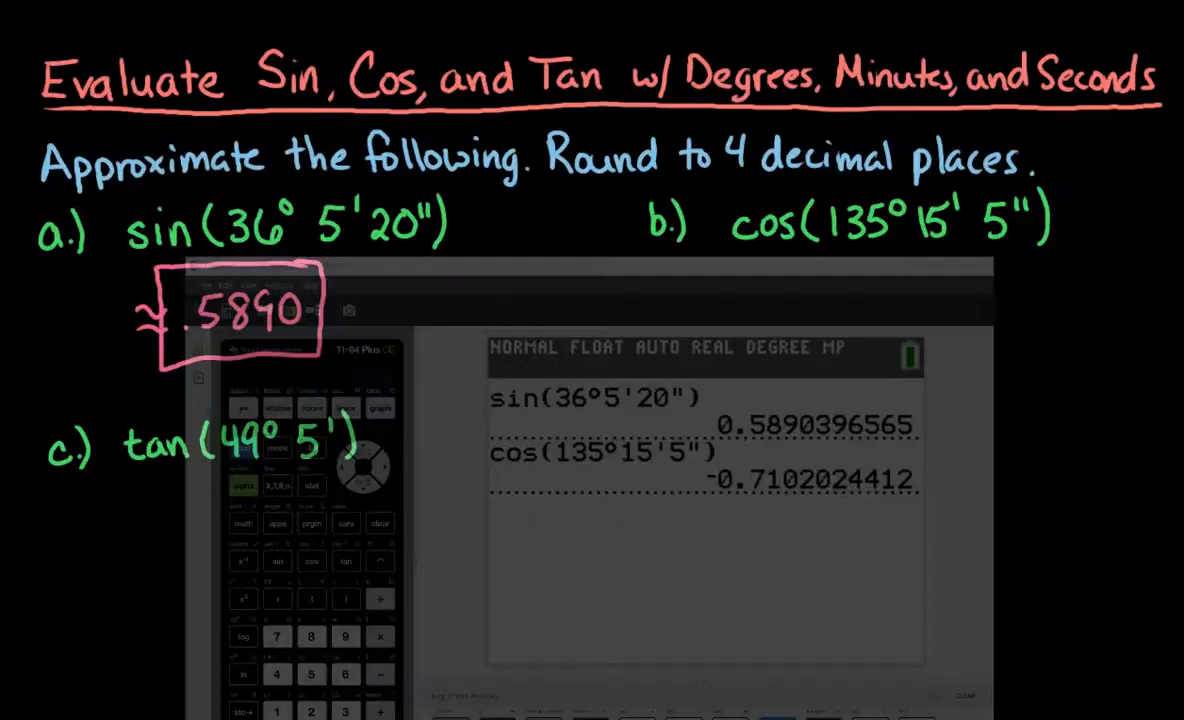 Evaluate Sin, Cos, and Tan w/ Degrees, Minutes, and Seconds
Approximate the following. Round to 4 decimal places.
a.) sin(36° 5' 20")
b.) cos(135° 15' 5")
≈ .5890
TI-84 Plus CE
NORMAL FLOAT AUTO REAL DEGREE MP
sin(36°5'20")
0.5890396565
cos(135°15'5")
-0.7102024412
c.) tan(49° 5')
y= window zoom trace graph
mode
alpha X,T,θ,n stat
math apps prgm vars clear
x⁻¹ sin cos tan ^
x² , ( ) ÷
log 7 8 9 ×
ln 4 5 6 −
sto→ 1 2 3 +